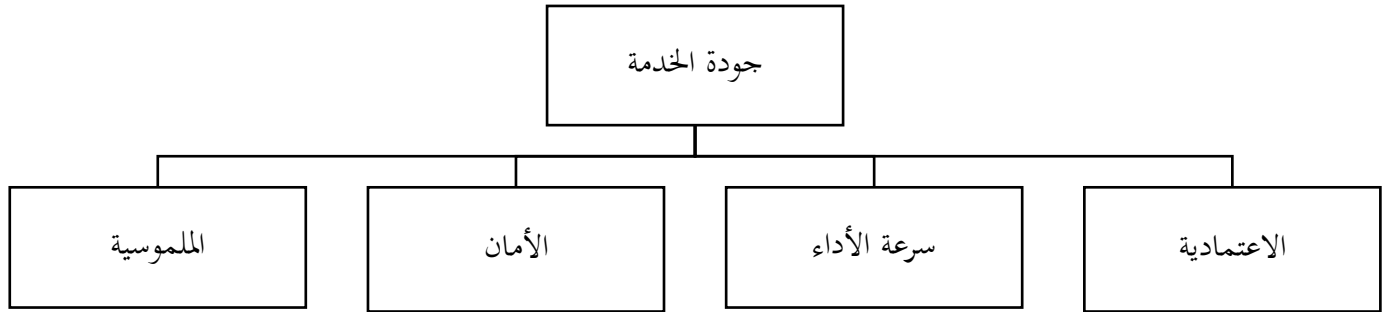 جودة الخدمة
الاعتمادية
سرعة الأداء
الأمان
الملموسية